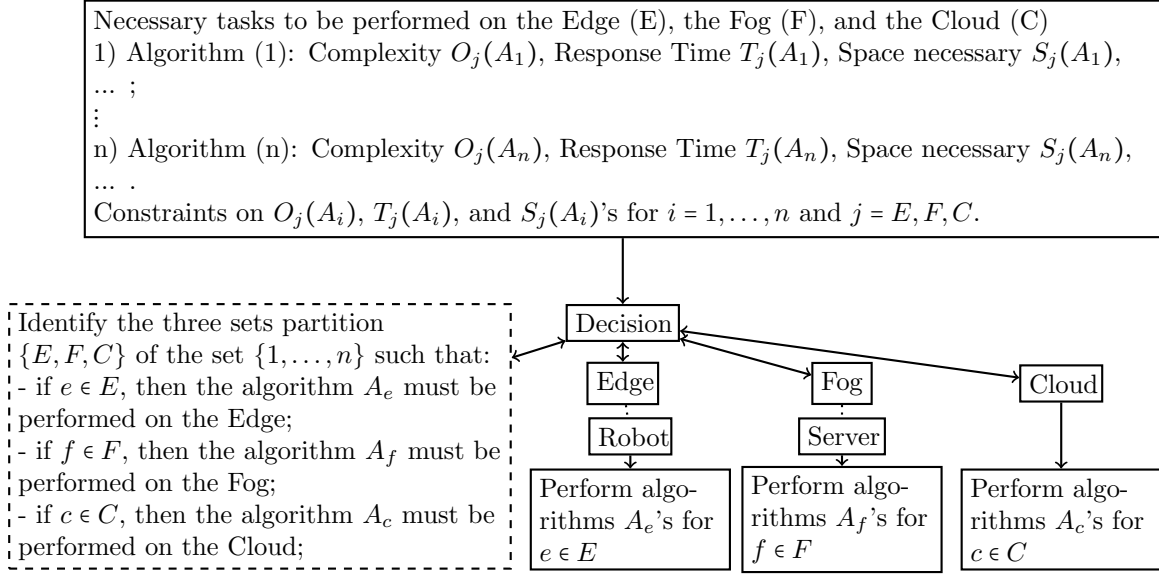 Necessary tasks to be performed on the Edge (E), the Fog (F), and the Cloud (C)
1) Algorithm (1): Complexity O_j(A_1), Response Time T_j(A_1), Space necessary S_j(A_1),
... ;
⋮
n) Algorithm (n): Complexity O_j(A_n), Response Time T_j(A_n), Space necessary S_j(A_n),
... .
Constraints on O_j(A_i), T_j(A_i), and S_j(A_i)'s for i = 1, . . . , n and j = E, F, C.
Decision
Identify the three sets partition
{E, F, C} of the set {1, . . . , n} such that:
- if e ∈ E, then the algorithm A_e must be
performed on the Edge;
- if f ∈ F, then the algorithm A_f must be
performed on the Fog;
- if c ∈ C, then the algorithm A_c must be
performed on the Cloud;
Edge
Fog
Cloud
Robot
Server
Perform algo-
rithms A_e's for
e ∈ E
Perform algo-
rithms A_f's for
f ∈ F
Perform algo-
rithms A_c's for
c ∈ C